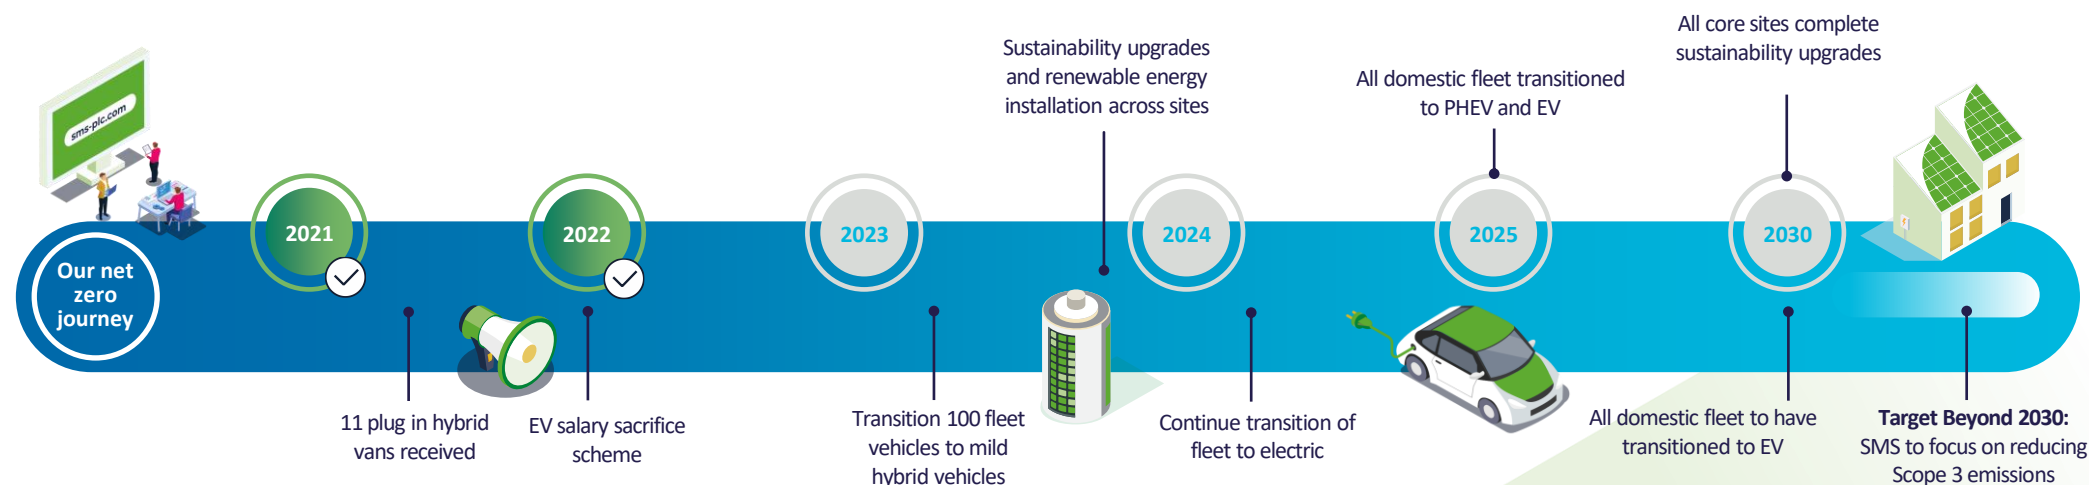 sms-plc.com
Our net
zero
journey
2021
11 plug in hybrid
vans received
2022
EV salary sacrifice
scheme
2023
Transition 100 fleet
vehicles to mild
hybrid vehicles
Sustainability upgrades
and renewable energy
installation across sites
2024
Continue transition of
fleet to electric
All domestic fleet transitioned
to PHEV and EV
2025
All core sites complete
sustainability upgrades
2030
All domestic fleet to have
transitioned to EV
Target Beyond 2030:
SMS to focus on reducing
Scope 3 emissions